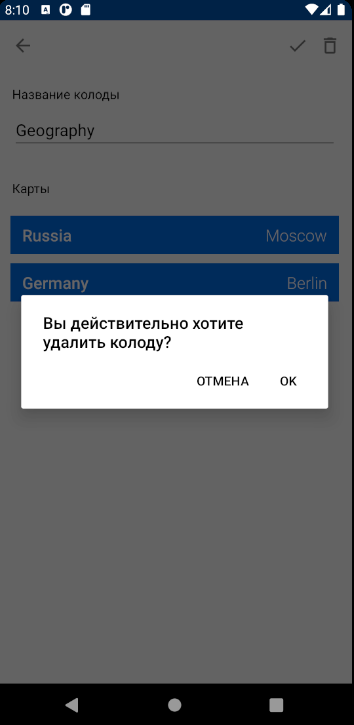 8:10
Название колоды
Geography
Карты
Russia Moscow
Germany Berlin
Вы действительно хотите
удалить колоду?
ОТМЕНА OK